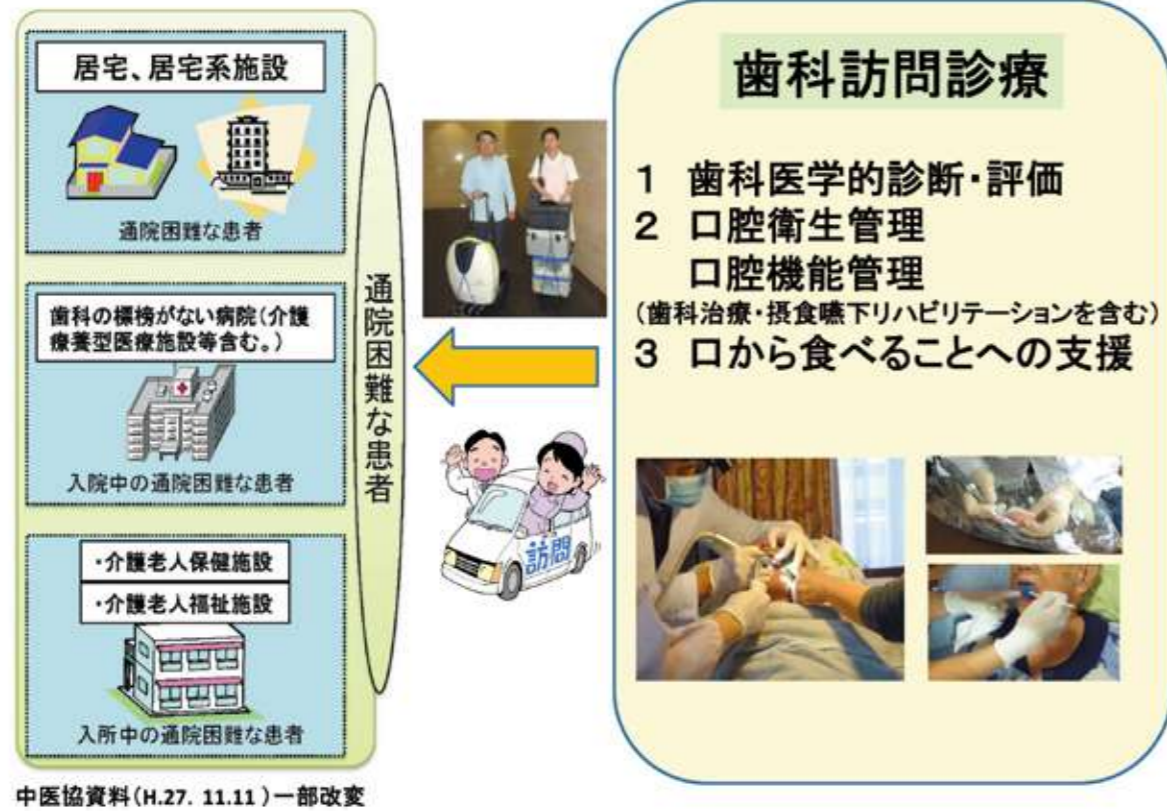 居宅、居宅系施設
通院困難な患者
歯科の標榜がない病院(介護
療養型医療施設等含む。)
入院中の通院困難な患者
・介護老人保健施設
・介護老人福祉施設
入所中の通院困難な患者
中医協資料(H.27. 11.11)一部改変
通院困難な患者
訪問
歯科訪問診療
1 歯科医学的診断・評価
2 口腔衛生管理
口腔機能管理
(歯科治療・摂食嚥下リハビリテーションを含む)
3 口から食べることへの支援